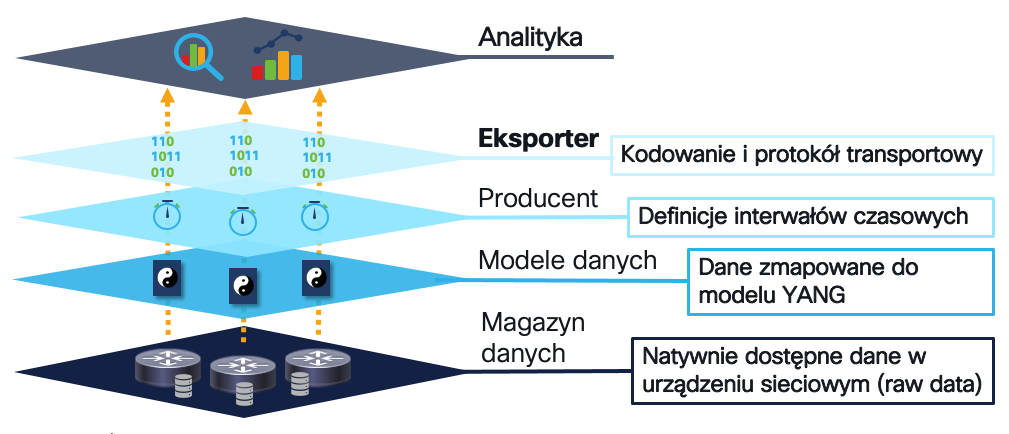 Analityka
110
1011
010
110
1011
010
110
1011
010
Eksporter
Kodowanie i protokół transportowy
Producent
Definicje interwałów czasowych
Modele danych
Dane zmapowane do
modelu YANG
Magazyn
danych
Natywnie dostępne dane w
urządzeniu sieciowym (raw data)